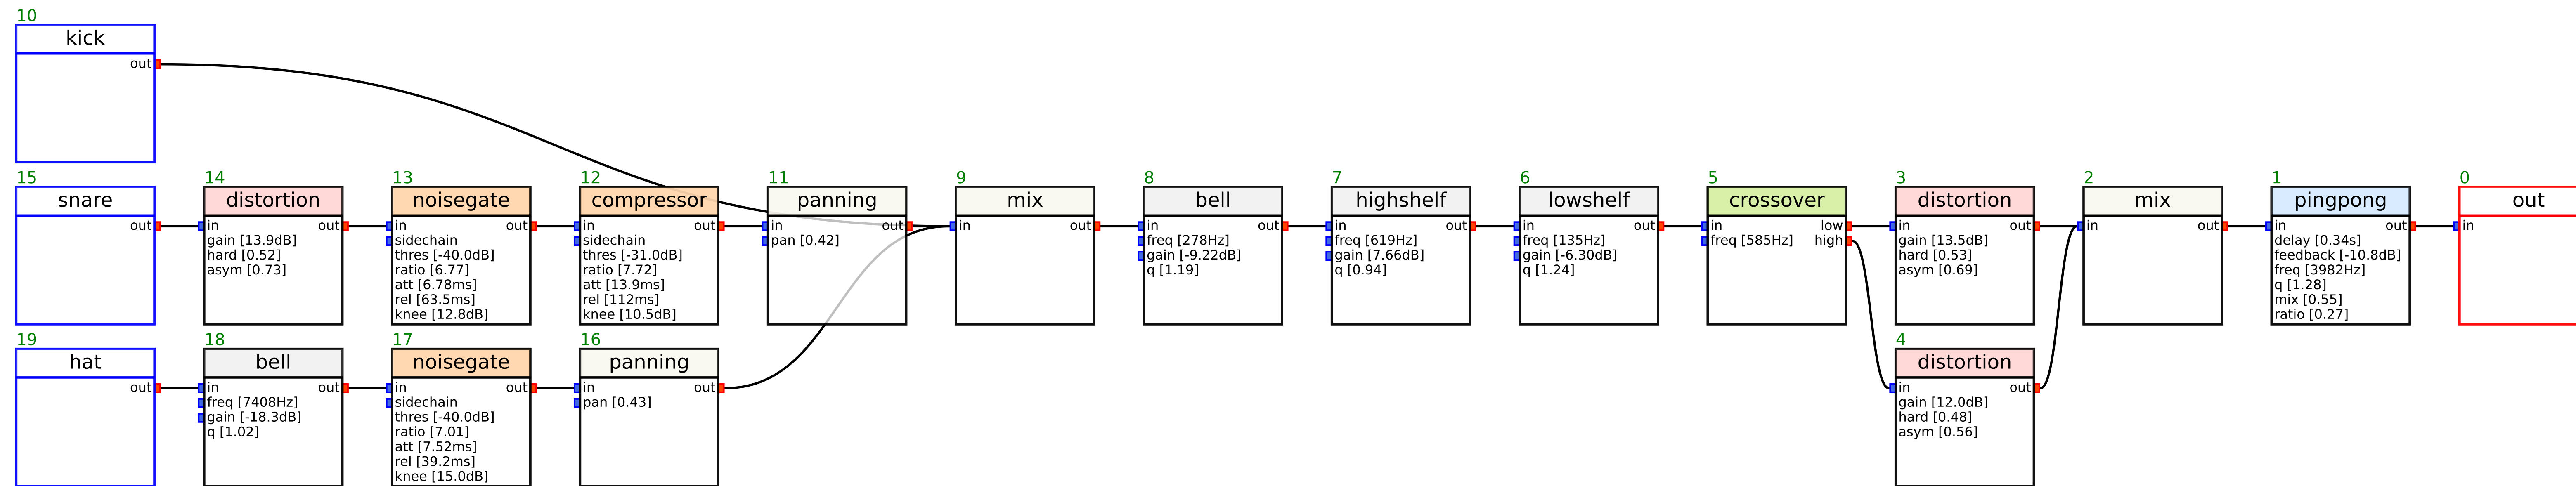 10
kick
out
15
snare
out
14
distortion
in out
gain [13.9dB]
hard [0.52]
asym [0.73]
13
noisegate
in out
sidechain
thres [-40.0dB]
ratio [6.77]
att [6.78ms]
rel [63.5ms]
knee [12.8dB]
12
compressor
in out
sidechain
thres [-31.0dB]
ratio [7.72]
att [13.9ms]
rel [112ms]
knee [10.5dB]
11
panning
in out
pan [0.42]
9
mix
in out
8
bell
in out
freq [278Hz]
gain [-9.22dB]
q [1.19]
7
highshelf
in out
freq [619Hz]
gain [7.66dB]
q [0.94]
6
lowshelf
in out
freq [135Hz]
gain [-6.30dB]
q [1.24]
5
crossover
in low
freq [585Hz] high
3
distortion
in out
gain [13.5dB]
hard [0.53]
asym [0.69]
2
mix
in out
1
pingpong
in out
delay [0.34s]
feedback [-10.8dB]
freq [3982Hz]
q [1.28]
mix [0.55]
ratio [0.27]
0
out
in
19
hat
out
18
bell
in out
freq [7408Hz]
gain [-18.3dB]
q [1.02]
17
noisegate
in out
sidechain
thres [-40.0dB]
ratio [7.01]
att [7.52ms]
rel [39.2ms]
knee [15.0dB]
16
panning
in out
pan [0.43]
4
distortion
in out
gain [12.0dB]
hard [0.48]
asym [0.56]